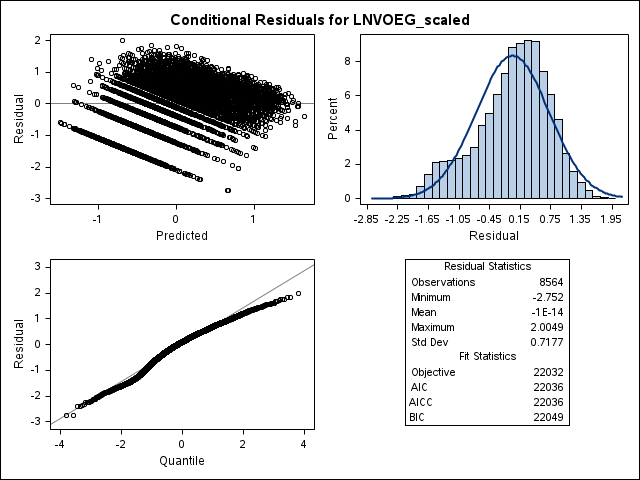 Conditional Residuals for LNVOEG_scaled
2
1
0
-1
-2
-3
Residual
-1 0 1
Predicted
8
6
4
2
0
Percent
-2.85 -2.25 -1.65 -1.05 -0.45 0.15 0.75 1.35 1.95
Residual
3
2
1
0
-1
-2
-3
Residual
-4 -2 0 2 4
Quantile
Residual Statistics
Observations 8564
Minimum -2.752
Mean -1E-14
Maximum 2.0049
Std Dev 0.7177
Fit Statistics
Objective 22032
AIC 22036
AICC 22036
BIC 22049